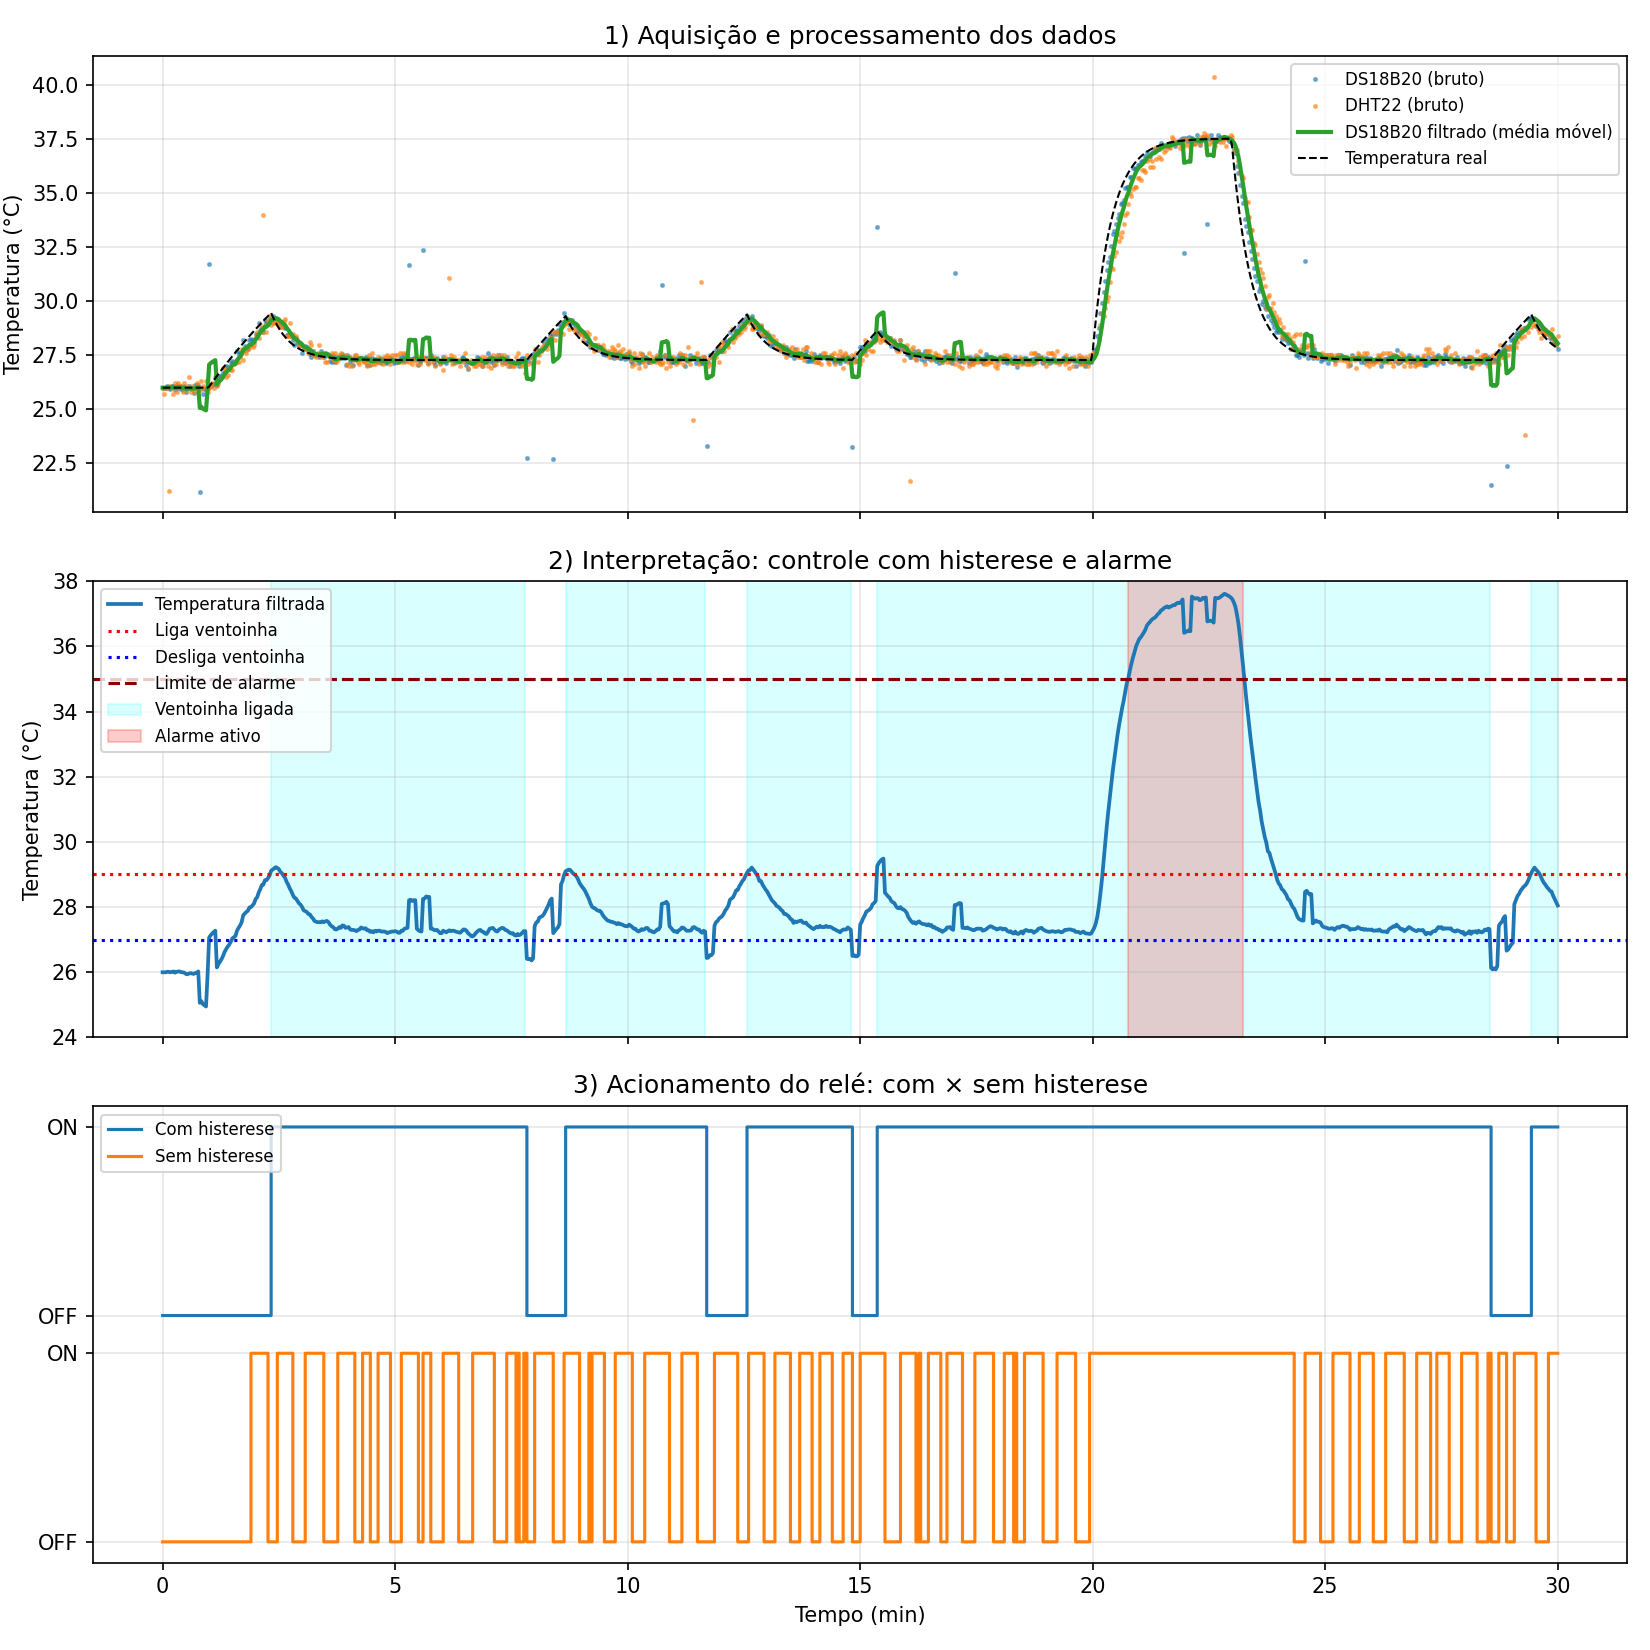 1) Aquisição e processamento dos dados
Temperatura (°C)
40.0
37.5
35.0
32.5
30.0
27.5
25.0
22.5
DS18B20 (bruto)
DHT22 (bruto)
DS18B20 filtrado (média móvel)
Temperatura real
2) Interpretação: controle com histerese e alarme
Temperatura (°C)
38
36
34
32
30
28
26
24
Temperatura filtrada
Liga ventoinha
Desliga ventoinha
Limite de alarme
Ventoinha ligada
Alarme ativo
3) Acionamento do relé: com × sem histerese
ON
OFF
ON
OFF
Com histerese
Sem histerese
0 5 10 15 20 25 30
Tempo (min)